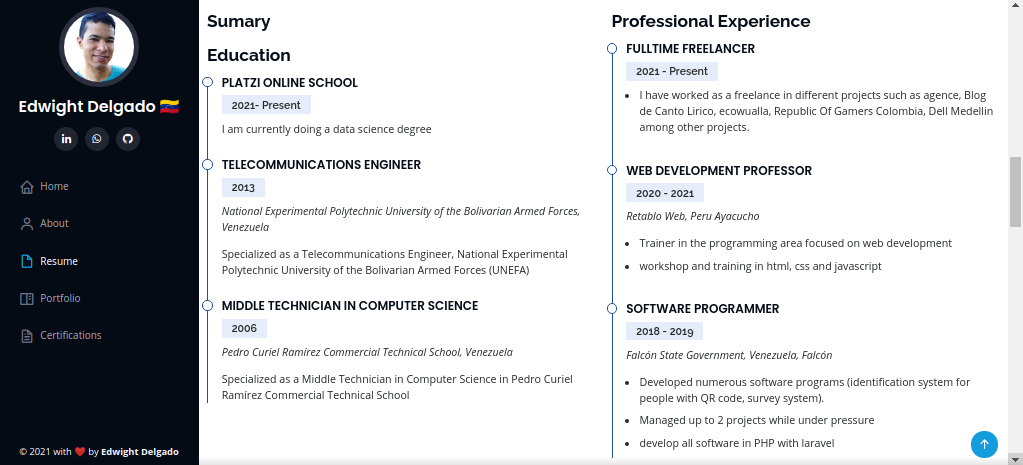 Edwight Delgado 🇻🇪
Home
About
Resume
Portfolio
Certifications
© 2021 with ❤️ by Edwight Delgado
Sumary
Education
PLATZI ONLINE SCHOOL
2021- Present
I am currently doing a data science degree
TELECOMMUNICATIONS ENGINEER
2013
National Experimental Polytechnic University of the Bolivarian Armed Forces,
Venezuela
Specialized as a Telecommunications Engineer, National Experimental
Polytechnic University of the Bolivarian Armed Forces (UNEFA)
MIDDLE TECHNICIAN IN COMPUTER SCIENCE
2006
Pedro Curiel Ramírez Commercial Technical School, Venezuela
Specialized as a Middle Technician in Computer Science in Pedro Curiel
Ramírez Commercial Technical School
Professional Experience
FULLTIME FREELANCER
2021 - Present
• I have worked as a freelance in different projects such as agence, Blog
de Canto Lirico, ecowualla, Republic Of Gamers Colombia, Dell Medellin
among other projects.
WEB DEVELOPMENT PROFESSOR
2020 - 2021
Retablo Web, Peru Ayacucho
• Trainer in the programming area focused on web development
• workshop and training in html, css and javascript
SOFTWARE PROGRAMMER
2018 - 2019
Falcón State Government, Venezuela, Falcón
• Developed numerous software programs (identification system for
people with QR code, survey system).
• Managed up to 2 projects while under pressure
• develop all software in PHP with laravel